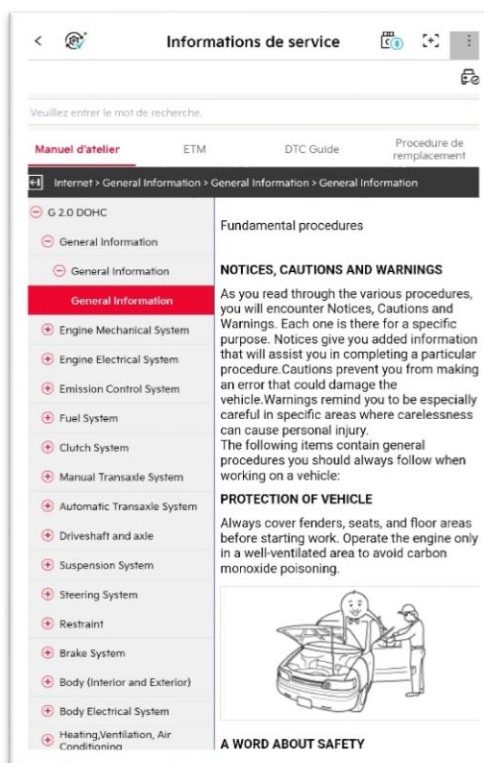 Informations de service
Veuillez entrer le mot de recherche.
Manuel d'atelier
ETM
DTC Guide
Procedure de
remplacement
Internet > General Information > General Information > General Information
G 2.0 DOHC
General Information
General Information
General Information
Engine Mechanical System
Engine Electrical System
Emission Control System
Fuel System
Clutch System
Manual Transaxle System
Automatic Transaxle System
Driveshaft and axle
Suspension System
Steering System
Restraint
Brake System
Body (Interior and Exterior)
Body Electrical System
Heating,Ventilation, Air
Conditioning
Fundamental procedures
NOTICES, CAUTIONS AND WARNINGS
As you read through the various procedures,
you will encounter Notices, Cautions and
Warnings. Each one is there for a specific
purpose. Notices give you added information
that will assist you in completing a particular
procedure.Cautions prevent you from making
an error that could damage the
vehicle.Warnings remind you to be especially
careful in specific areas where carelessness
can cause personal injury.
The following items contain general
procedures you should always follow when
working on a vehicle:
PROTECTION OF VEHICLE
Always cover fenders, seats, and floor areas
before starting work. Operate the engine only
in a well-ventilated area to avoid carbon
monoxide poisoning.
A WORD ABOUT SAFETY